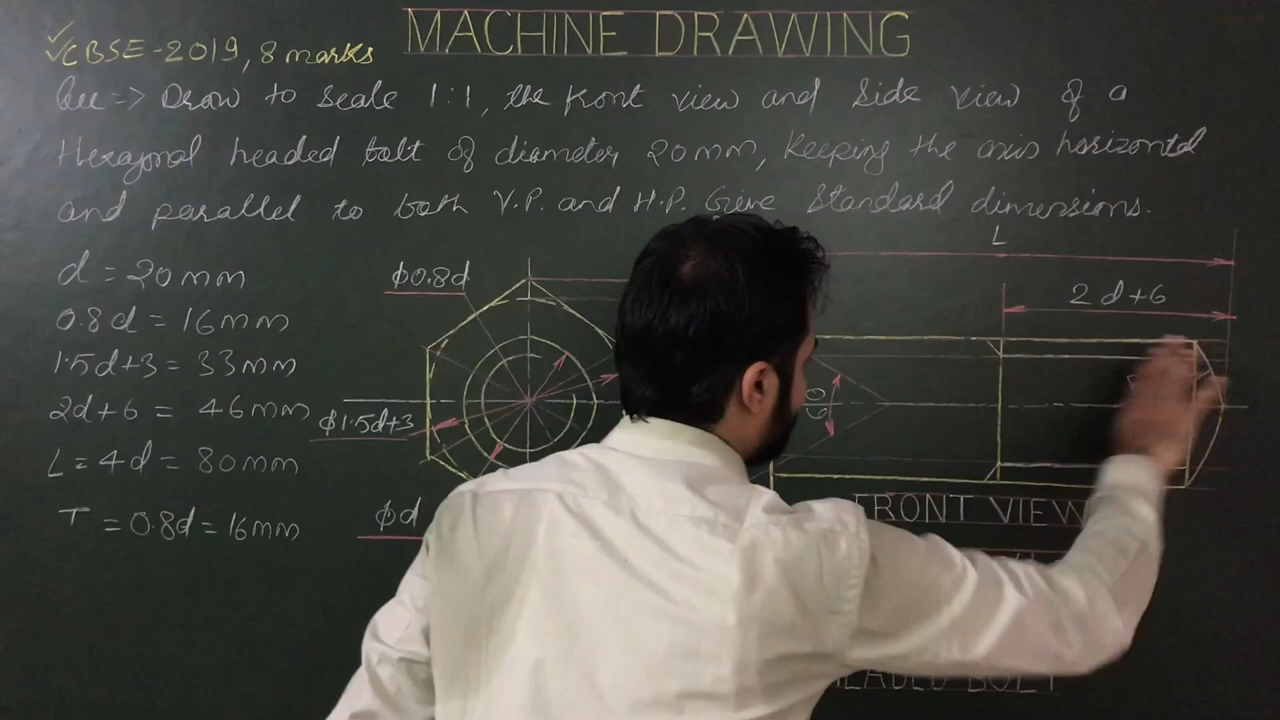 MACHINE DRAWING
CBSE-2019, 8 marks
Que => Draw to scale 1:1, the front view and side view of a
Hexagonal headed bolt of diameter 20mm, keeping the axis horizontal
and parallel to both V.P. and H.P. Give standard dimensions.
d = 20mm
0.8d = 16mm
1.5d+3 = 33mm
2d+6 = 46mm
L = 4d = 80mm
T = 0.8d = 16mm
ϕ0.8d
ϕ1.5d+3
ϕd
L
2d+6
FRONT VIEW
HEADED BOLT